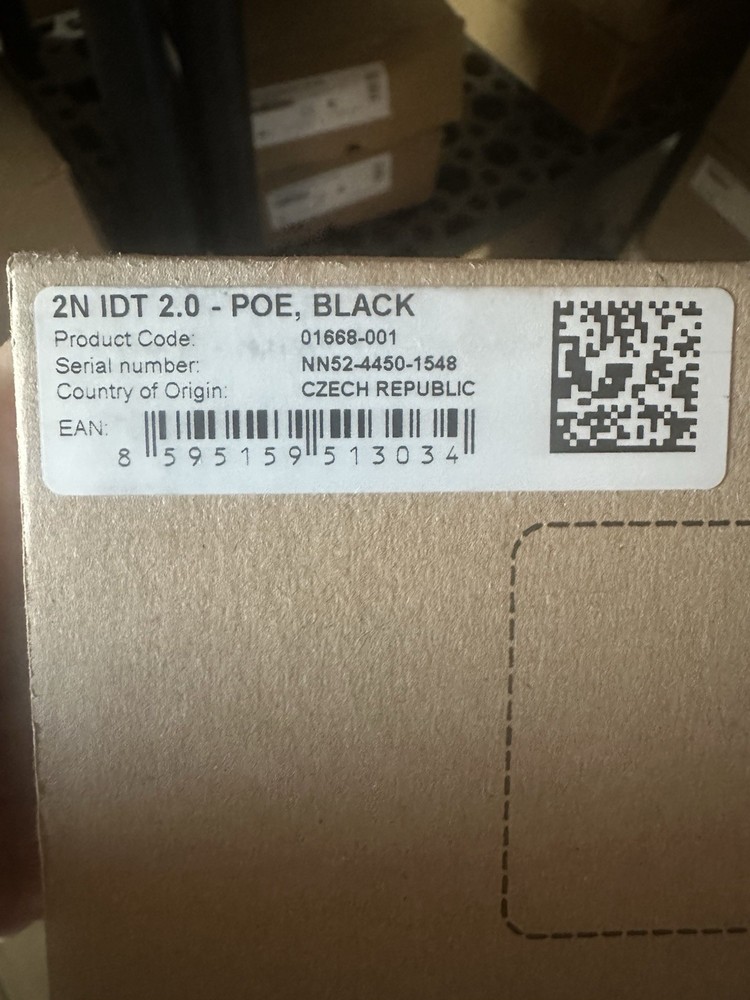 2N IDT 2.0 - POE, BLACK
Product Code: 01668-001
Serial number: NN52-4450-1548
Country of Origin: CZECH REPUBLIC
EAN:
8 595159 513034